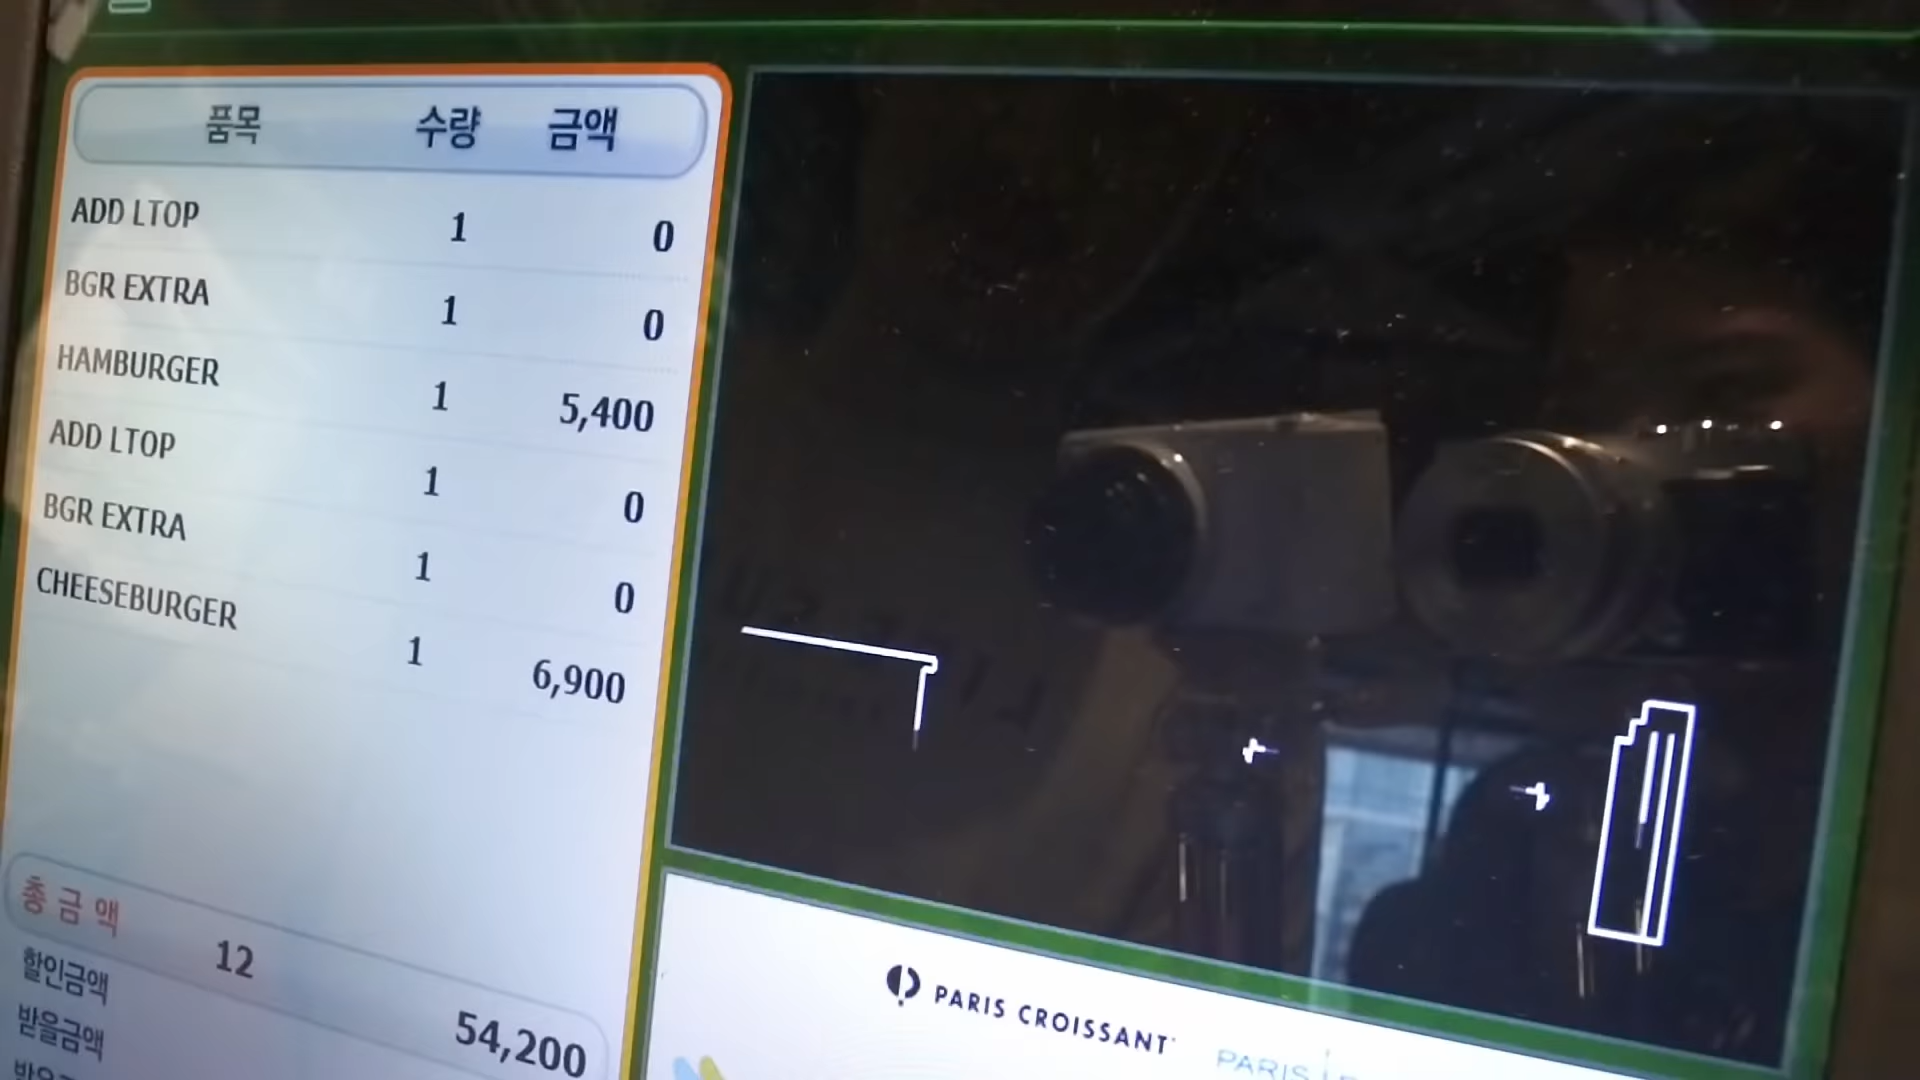 품목 수량 금액
ADD LTOP 1 0
BGR EXTRA 1 0
HAMBURGER 1 5,400
ADD LTOP 1 0
BGR EXTRA 1 0
CHEESEBURGER 1 6,900
총 금 액 12 54,200
할인금액
받을금액
PARIS CROISSANT
PARIS